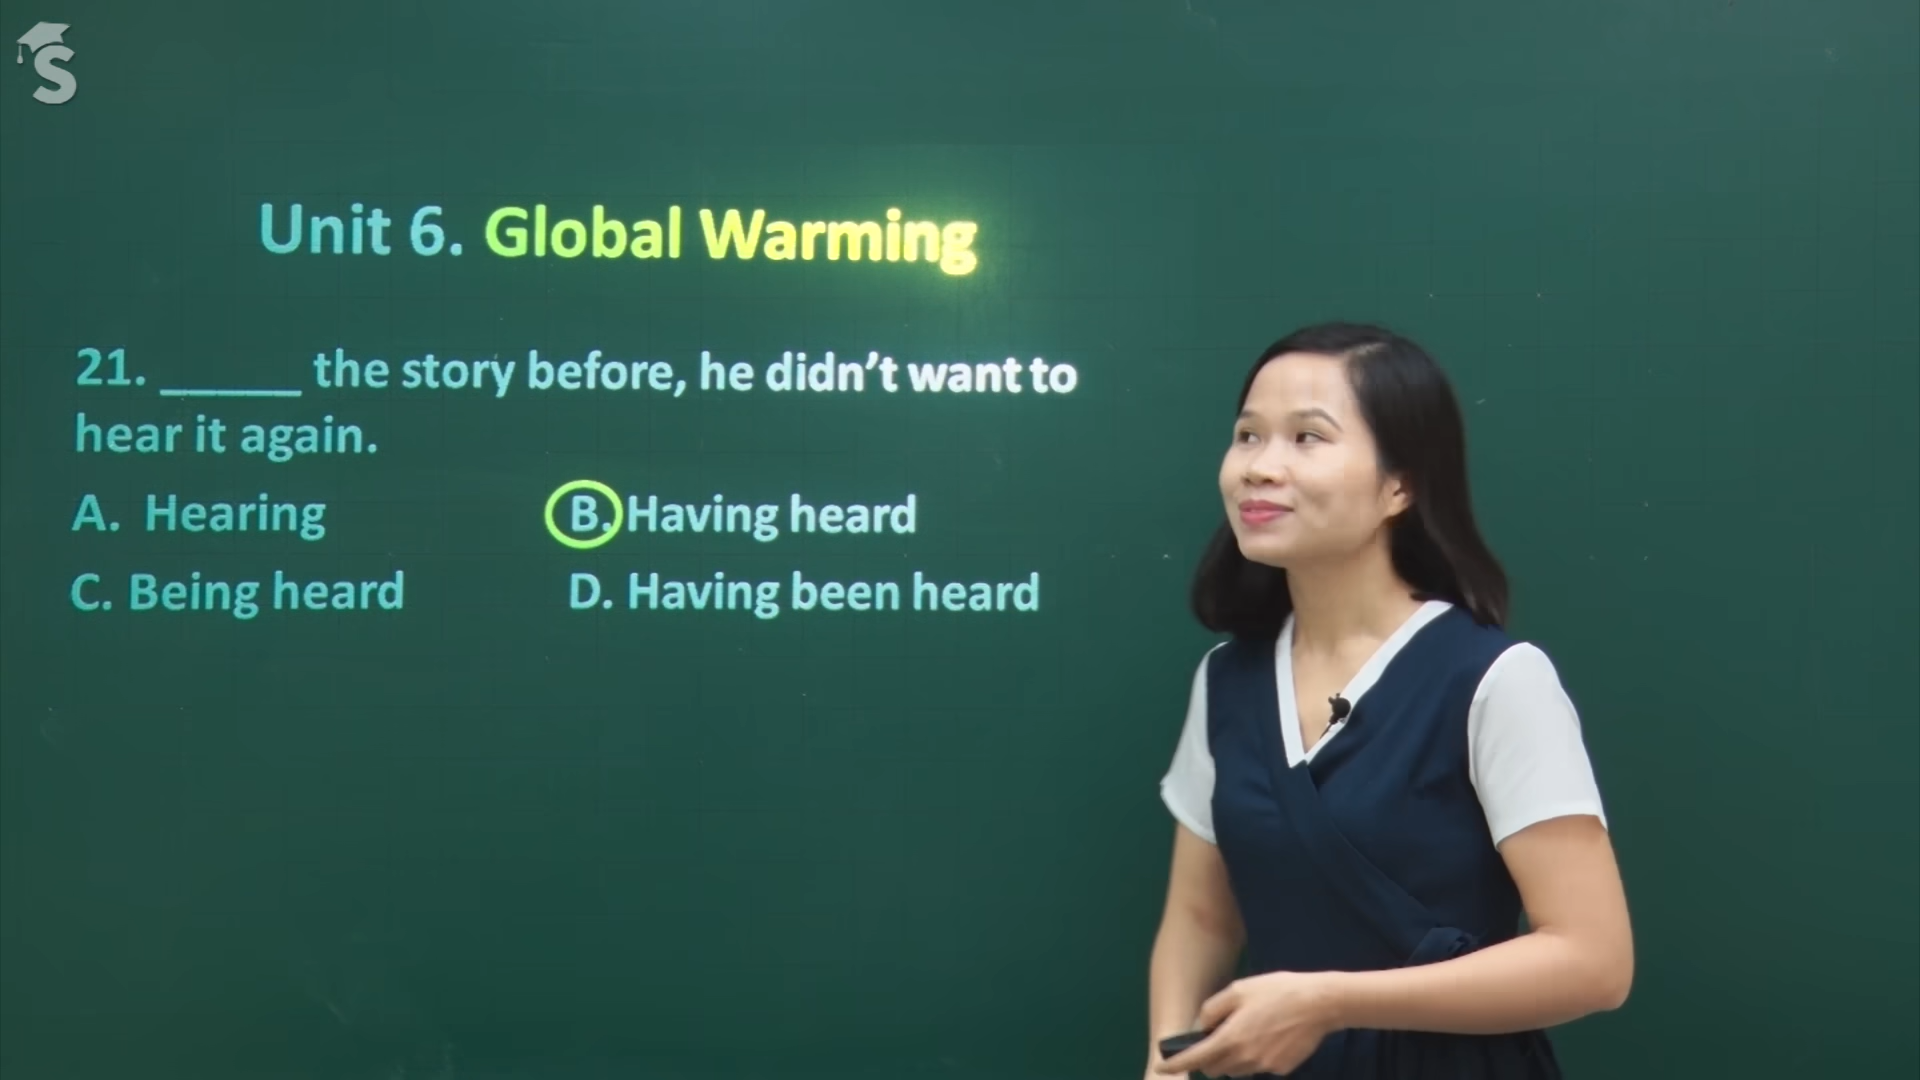 S
Unit 6. Global Warming
21. _____ the story before, he didn’t want to
hear it again.
A. Hearing
B. Having heard
C. Being heard
D. Having been heard